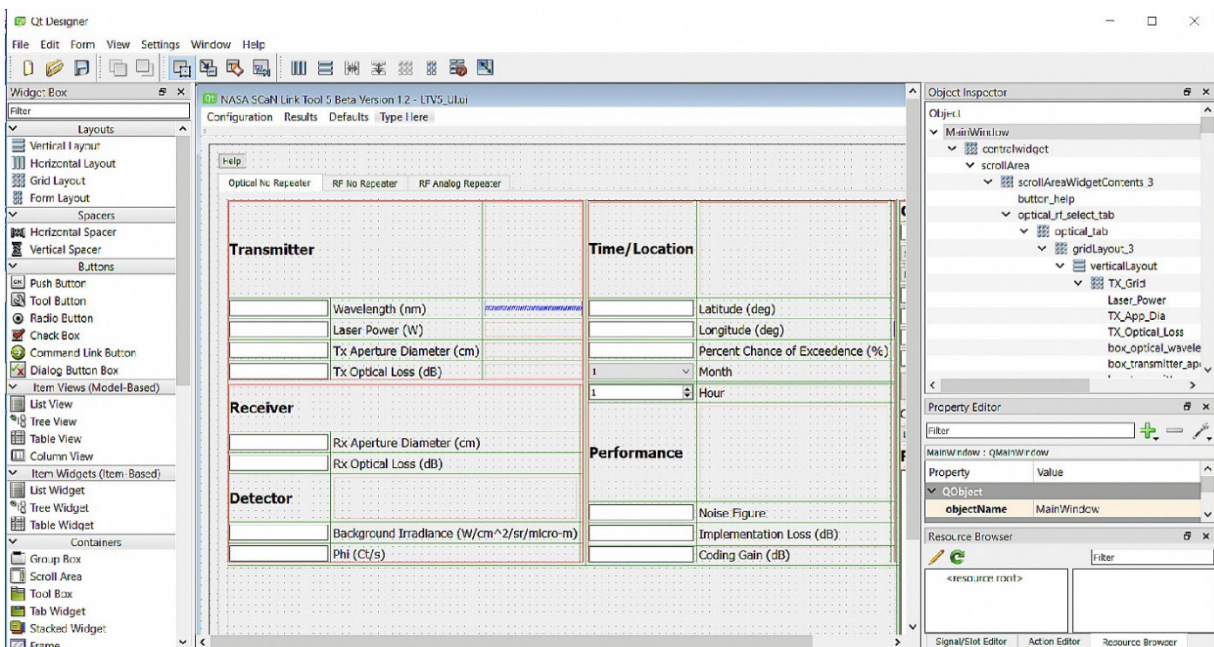 Qt Designer
File Edit Form View Settings Window Help
Widget Box
Filter
Layouts
Vertical Layout
Horizontal Layout
Grid Layout
Form Layout
Spacers
Horizontal Spacer
Vertical Spacer
Buttons
Push Button
Tool Button
Radio Button
Check Box
Command Link Button
Dialog Button Box
Item Views (Model-Based)
List View
Tree View
Table View
Column View
Item Widgets (Item-Based)
List Widget
Tree Widget
Table Widget
Containers
Group Box
Scroll Area
Tool Box
Tab Widget
Stacked Widget
Frame
NASA SCaN Link Tool 5 Beta Version 1.2 - LTV5_UI.ui
Configuration Results Defaults Type Here
Help
Optical No Repeater RF No Repeater RF Analog Repeater
Transmitter
Wavelength (nm)
Laser Power (W)
Tx Aperture Diameter (cm)
Tx Optical Loss (dB)
Receiver
Rx Aperture Diameter (cm)
Rx Optical Loss (dB)
Detector
Background Irradiance (W/cm^2/sr/micro-m)
Phi (Ct/s)
Time/Location
Latitude (deg)
Longitude (deg)
Percent Chance of Exceedence (%)
1 Month
1 Hour
Performance
Noise Figure
Implementation Loss (dB)
Coding Gain (dB)
Object Inspector
Object
MainWindow
centralwidget
scrollArea
scrollAreaWidgetContents_3
button_help
optical_rf_select_tab
optical_tab
gridLayout_3
verticalLayout
TX_Grid
Laser_Power
TX_App_Dia
TX_Optical_Loss
box_optical_wavele
box_transmitter_ap
Property Editor
Filter
MainWindow : QMainWindow
Property Value
QObject
objectName MainWindow
Resource Browser
Filter
<resource root>
Signal/Slot Editor Action Editor Resource Browser